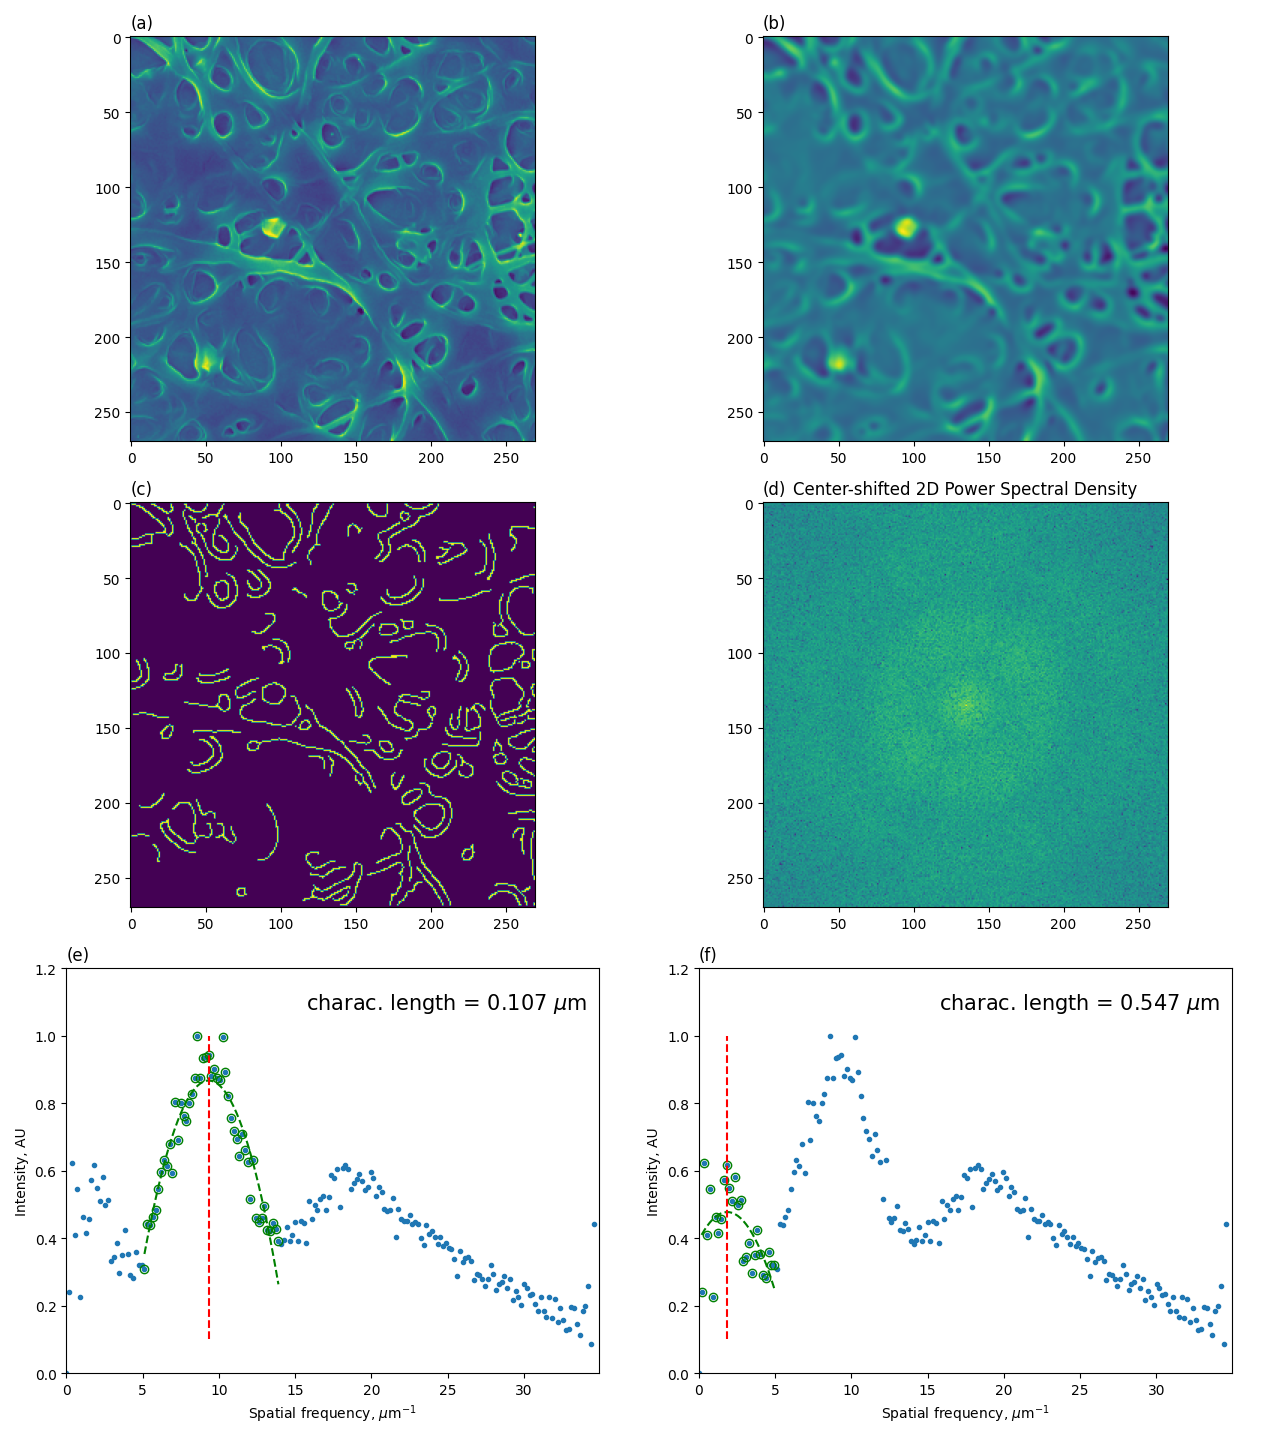 (a)
(b)
0
50
100
150
200
250
0 50 100 150 200 250
0
50
100
150
200
250
0 50 100 150 200 250
(c)
(d) Center-shifted 2D Power Spectral Density
0
50
100
150
200
250
0 50 100 150 200 250
0
50
100
150
200
250
0 50 100 150 200 250
(e)
charac. length = 0.107 μm
Intensity, AU
1.2
1.0
0.8
0.6
0.4
0.2
0.0
0 5 10 15 20 25 30
Spatial frequency, μm⁻¹
(f)
charac. length = 0.547 μm
Intensity, AU
1.2
1.0
0.8
0.6
0.4
0.2
0.0
0 5 10 15 20 25 30
Spatial frequency, μm⁻¹